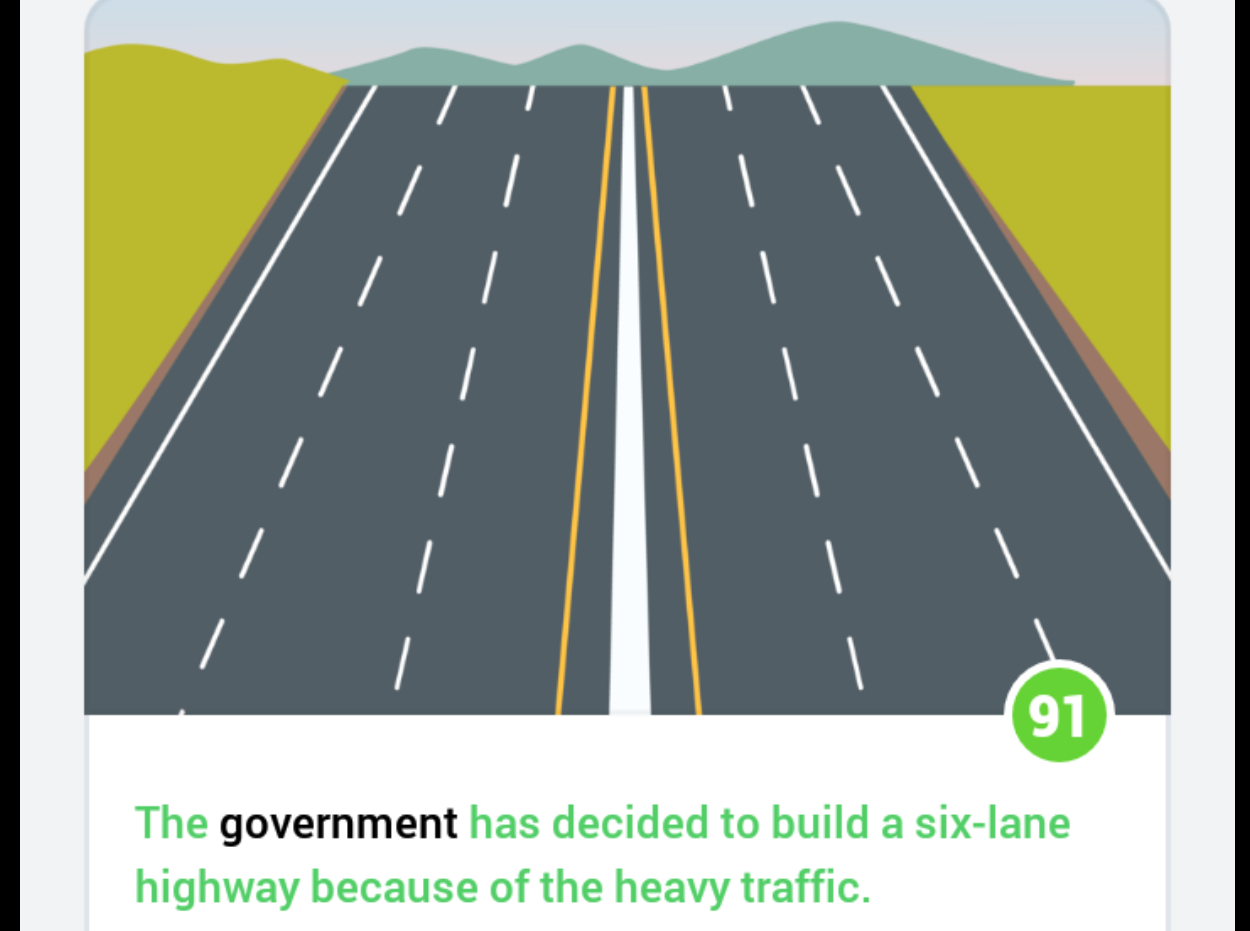 91
The government has decided to build a six-lane
highway because of the heavy traffic.